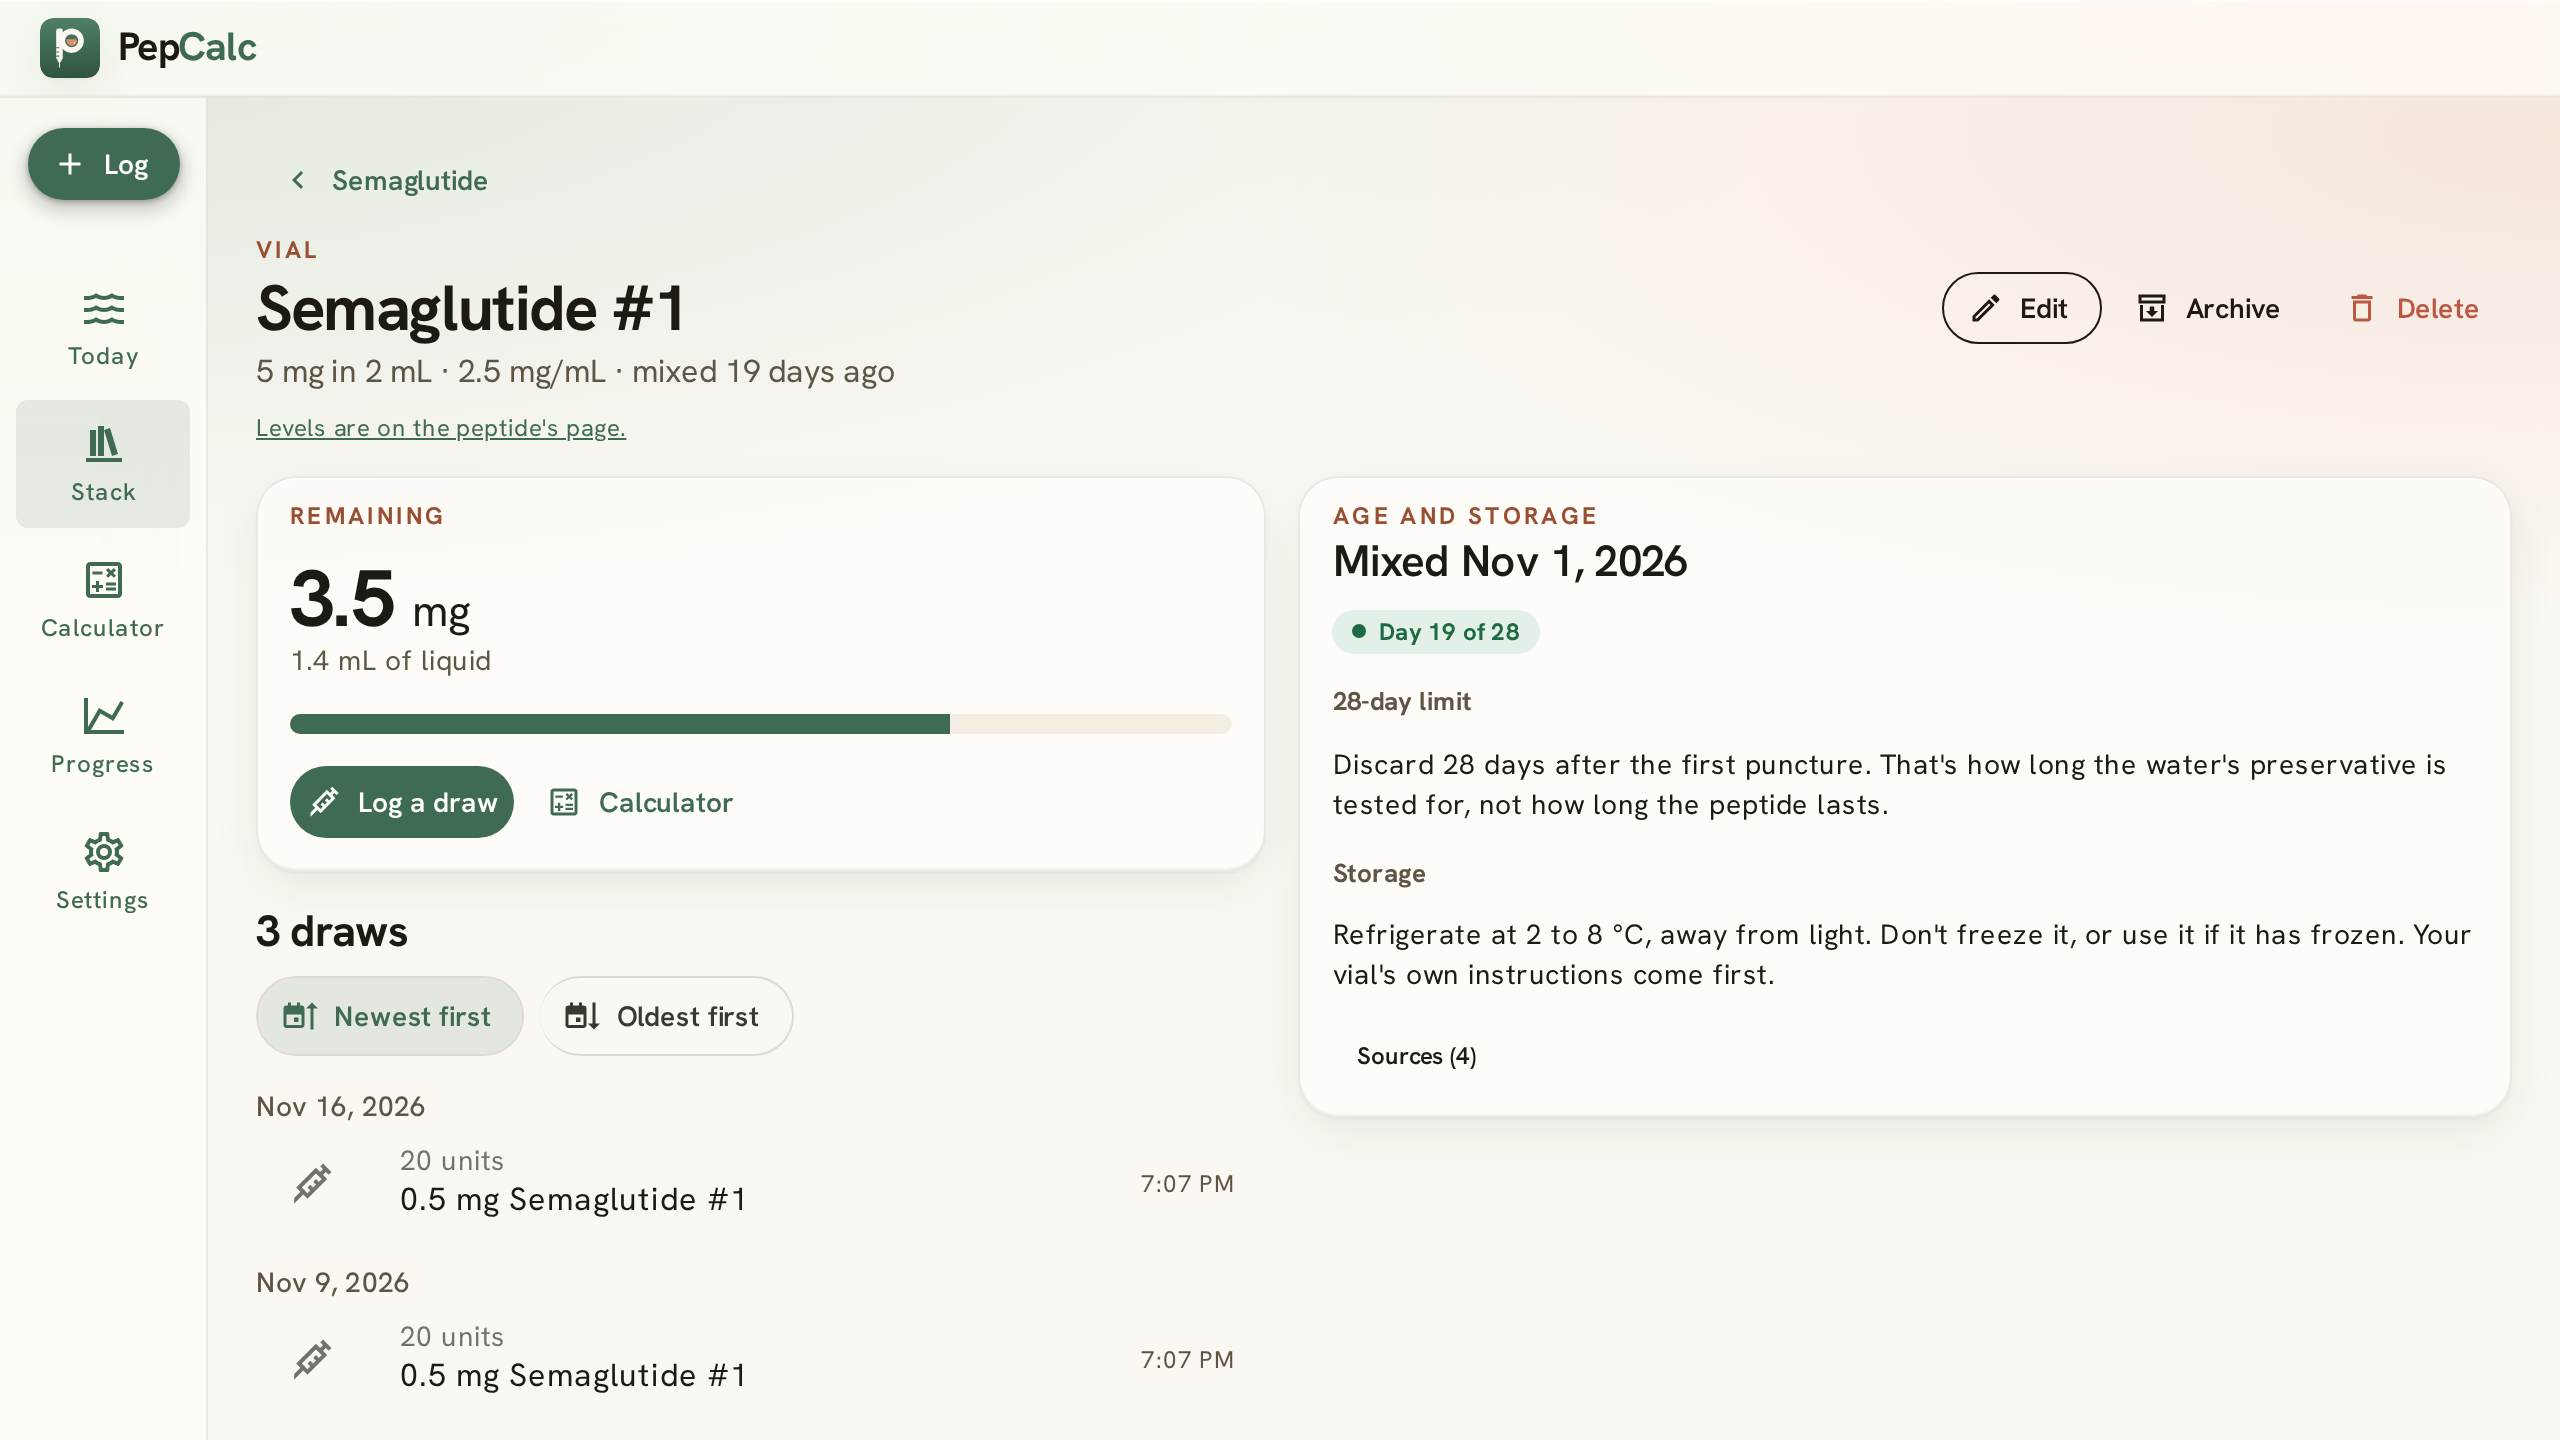 PepCalc
Log
Today
Stack
Calculator
Progress
Settings
Semaglutide
VIAL
Semaglutide #1
5 mg in 2 mL · 2.5 mg/mL · mixed 19 days ago
Levels are on the peptide's page.
Edit
Archive
Delete
REMAINING
3.5 mg
1.4 mL of liquid
Log a draw
Calculator
3 draws
Newest first
Oldest first
Nov 16, 2026
20 units
0.5 mg Semaglutide #1
7:07 PM
Nov 9, 2026
20 units
0.5 mg Semaglutide #1
7:07 PM
AGE AND STORAGE
Mixed Nov 1, 2026
Day 19 of 28
28-day limit
Discard 28 days after the first puncture. That's how long the water's preservative is
tested for, not how long the peptide lasts.
Storage
Refrigerate at 2 to 8 °C, away from light. Don't freeze it, or use it if it has frozen. Your
vial's own instructions come first.
Sources (4)